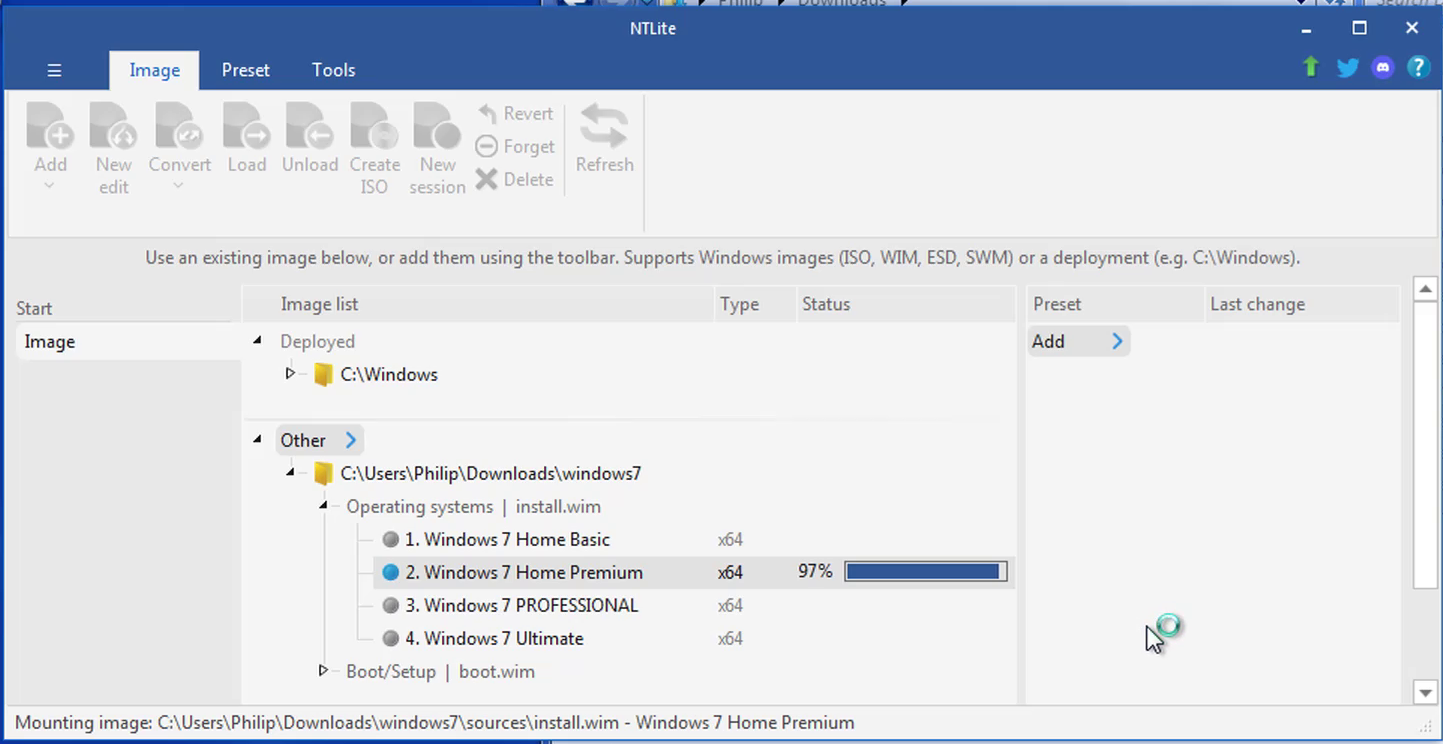 Philip Downloads
NTLite
Image Preset Tools
Add New edit Convert Load Unload Create ISO New session Revert Forget Delete Refresh
Use an existing image below, or add them using the toolbar. Supports Windows images (ISO, WIM, ESD, SWM) or a deployment (e.g. C:\Windows).
Start
Image
Image list Type Status
Deployed
C:\Windows
Other
C:\Users\Philip\Downloads\windows7
Operating systems | install.wim
1. Windows 7 Home Basic x64
2. Windows 7 Home Premium x64 97%
3. Windows 7 PROFESSIONAL x64
4. Windows 7 Ultimate x64
Boot/Setup | boot.wim
Preset Last change
Add
Mounting image: C:\Users\Philip\Downloads\windows7\sources\install.wim - Windows 7 Home Premium